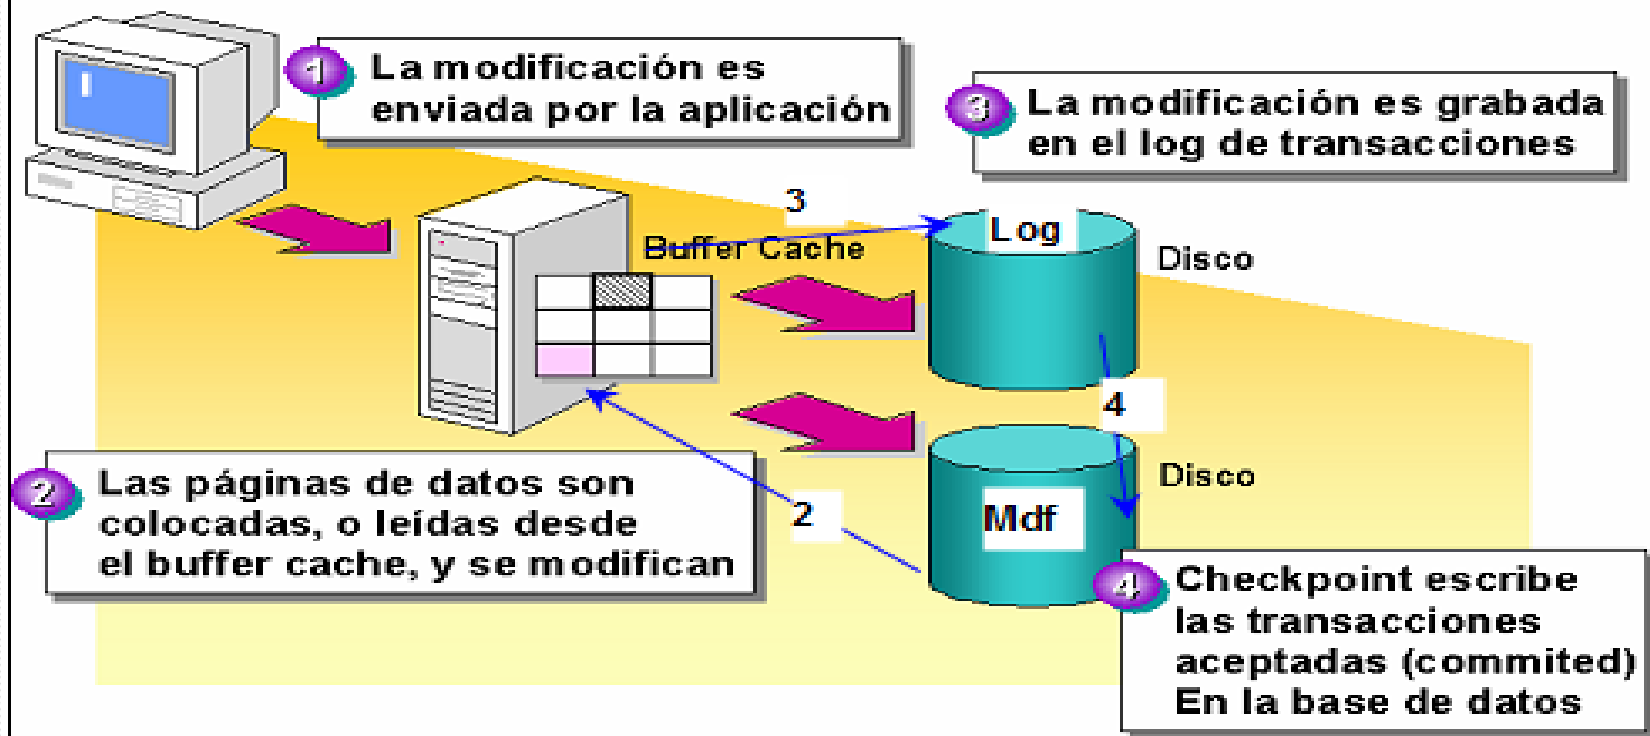 1
La modificación es
enviada por la aplicación
3
La modificación es grabada
en el log de transacciones
3
Buffer Cache
Log
Disco
4
2
Las páginas de datos son
colocadas, o leídas desde
el buffer cache, y se modifican
2
Mdf
Disco
4
Checkpoint escribe
las transacciones
aceptadas (commited)
En la base de datos